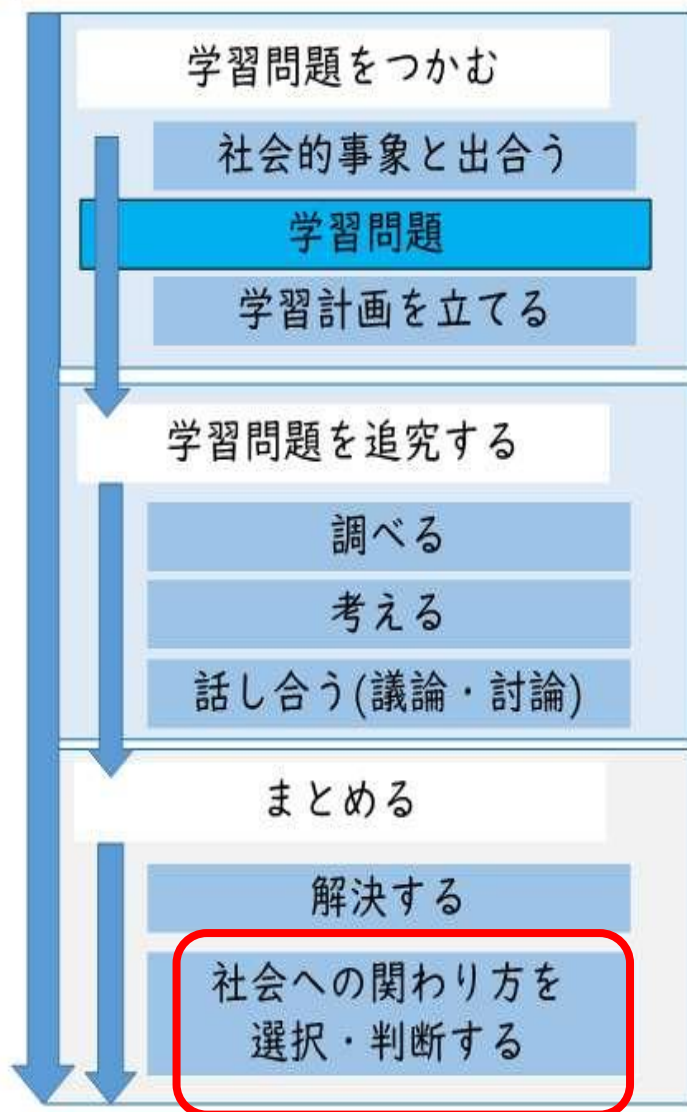 学習問題をつかむ
社会的事象と出合う
学習問題
学習計画を立てる
学習問題を追究する
調べる
考える
話し合う(議論・討論)
まとめる
解決する
社会への関わり方を
選択・判断する